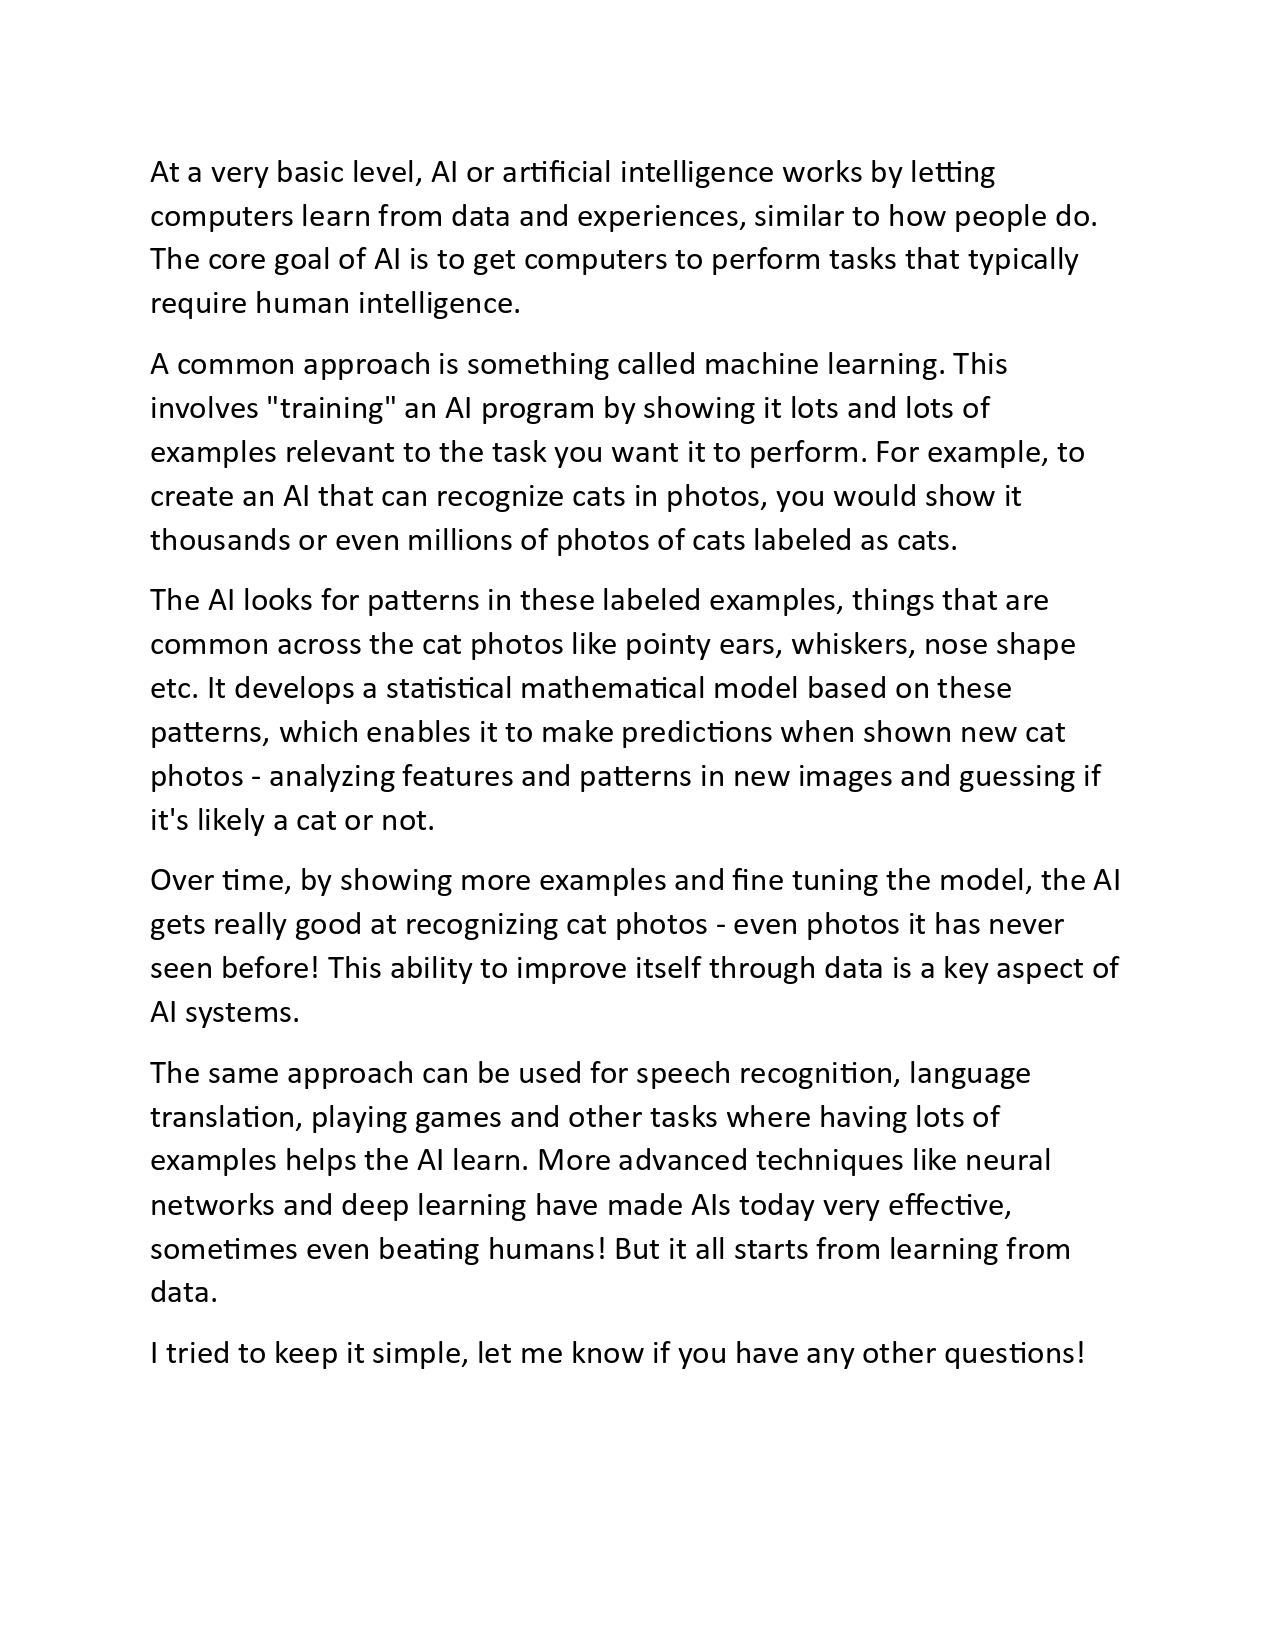 At a very basic level, AI or artificial intelligence works by letting
computers learn from data and experiences, similar to how people do.
The core goal of AI is to get computers to perform tasks that typically
require human intelligence.
A common approach is something called machine learning. This
involves "training" an AI program by showing it lots and lots of
examples relevant to the task you want it to perform. For example, to
create an AI that can recognize cats in photos, you would show it
thousands or even millions of photos of cats labeled as cats.
The AI looks for patterns in these labeled examples, things that are
common across the cat photos like pointy ears, whiskers, nose shape
etc. It develops a statistical mathematical model based on these
patterns, which enables it to make predictions when shown new cat
photos - analyzing features and patterns in new images and guessing if
it's likely a cat or not.
Over time, by showing more examples and fine tuning the model, the AI
gets really good at recognizing cat photos - even photos it has never
seen before! This ability to improve itself through data is a key aspect of
AI systems.
The same approach can be used for speech recognition, language
translation, playing games and other tasks where having lots of
examples helps the AI learn. More advanced techniques like neural
networks and deep learning have made AIs today very effective,
sometimes even beating humans! But it all starts from learning from
data.
I tried to keep it simple, let me know if you have any other questions!